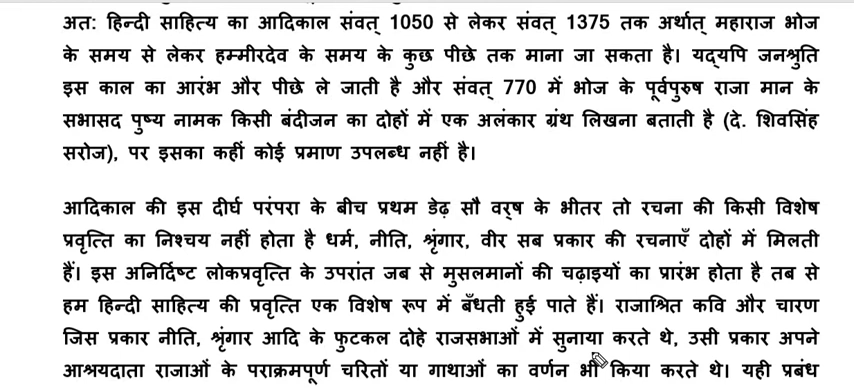 अत: हिन्दी साहित्य का आदिकाल संवत् 1050 से लेकर संवत् 1375 तक अर्थात् महाराज भोज
के समय से लेकर हम्मीरदेव के समय के कुछ पीछे तक माना जा सकता है। यद्यपि जनश्रुति
इस काल का आरंभ और पीछे ले जाती है और संवत् 770 में भोज के पूर्वपुरुष राजा मान के
सभासद पुष्य नामक किसी बंदीजन का दोहों में एक अलंकार ग्रंथ लिखना बताती है (दे. शिवसिंह
सरोज), पर इसका कहीं कोई प्रमाण उपलब्ध नहीं है।
आदिकाल की इस दीर्घ परंपरा के बीच प्रथम डेढ़ सौ वर्ष के भीतर तो रचना की किसी विशेष
प्रवृत्ति का निश्चय नहीं होता है धर्म, नीति, श्रृंगार, वीर सब प्रकार की रचनाएँ दोहों में मिलती
हैं। इस अनिर्दिष्ट लोकप्रवृत्ति के उपरांत जब से मुसलमानों की चढ़ाइयों का प्रारंभ होता है तब से
हम हिन्दी साहित्य की प्रवृत्ति एक विशेष रूप में बँधती हुई पाते हैं। राजाश्रित कवि और चारण
जिस प्रकार नीति, श्रृंगार आदि के फुटकल दोहे राजसभाओं में सुनाया करते थे, उसी प्रकार अपने
आश्रयदाता राजाओं के पराक्रमपूर्ण चरितों या गाथाओं का वर्णन भी किया करते थे। यही प्रबंध